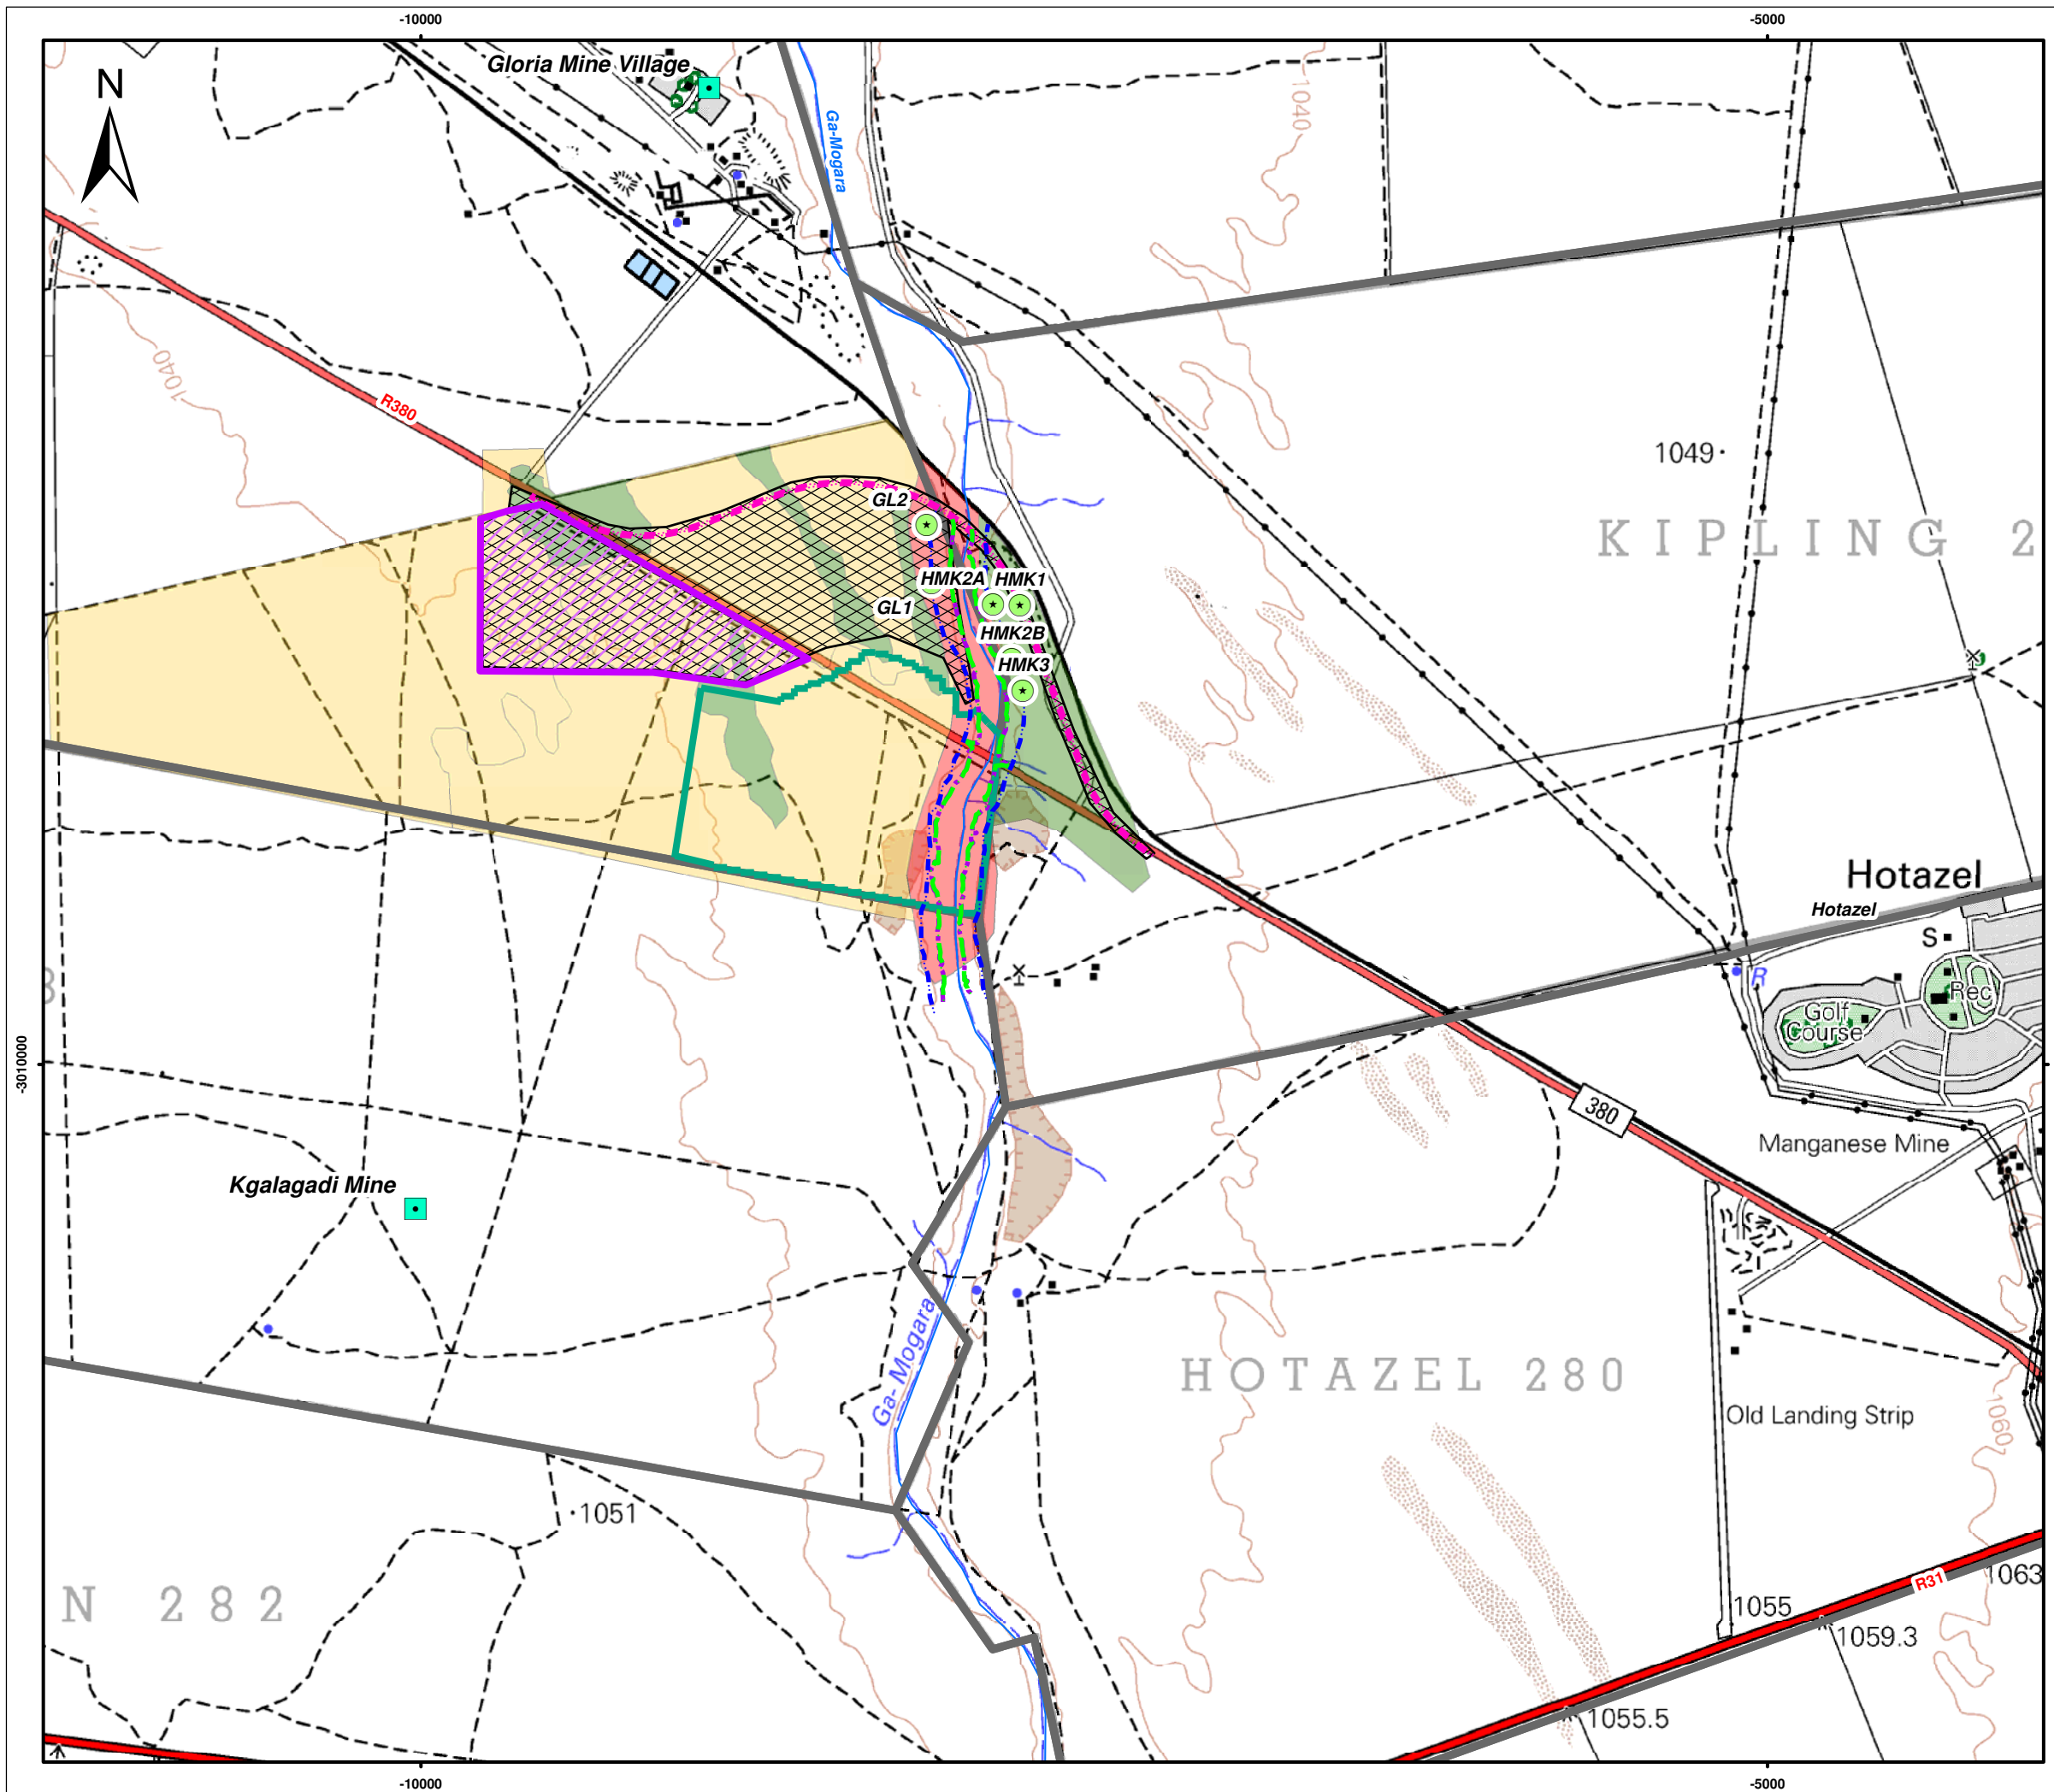 -10000
-5000
Gloria Mine Village
N
Ga-Mogara
1040
1040
R380
1049
KIPLING 2
GL2
HMK2A
HMK1
GL1
HMK2B
HMK3
Hotazel
Hotazel
S
R
Rec
Golf
Course
-3010000
380
Manganese Mine
Kgalagadi Mine
Ga-Mogara
HOTAZEL 280
Old Landing Strip
1060
1051
N 282
R31
1063
1055
1059.3
1055.5
-10000
-5000